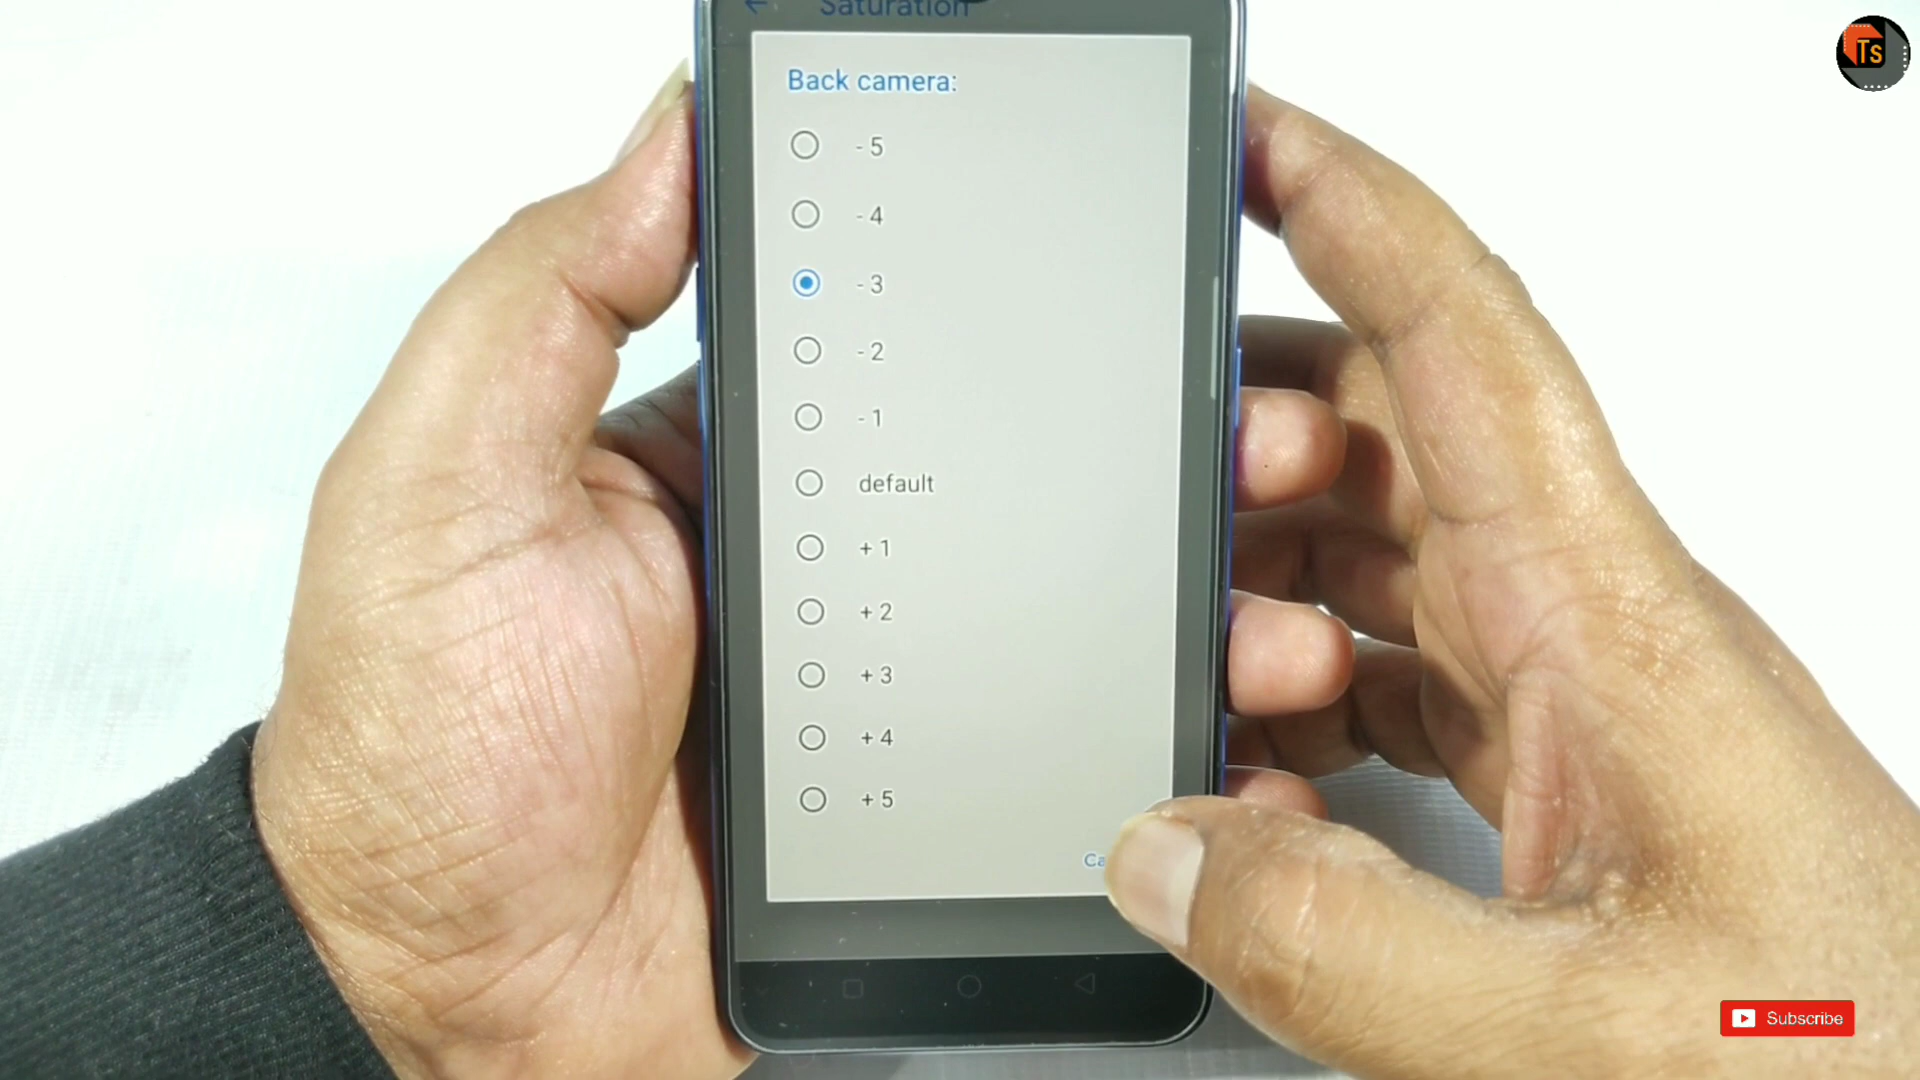 Saturation
Ts
Back camera:
- 5
- 4
- 3
- 2
- 1
default
+ 1
+ 2
+ 3
+ 4
+ 5
Subscribe